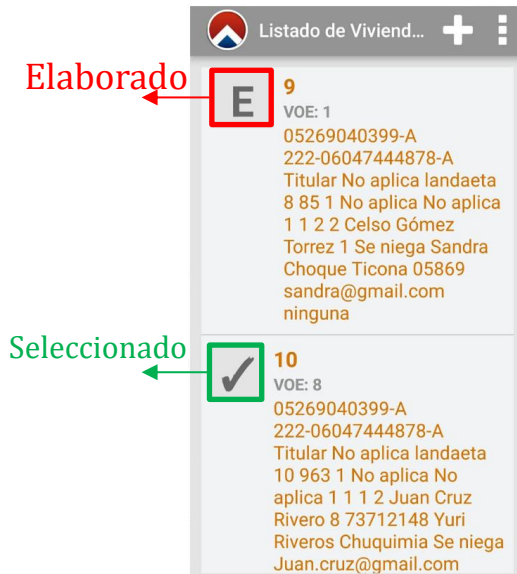 Listado de Viviend...
Elaborado
E
9
VOE: 1
05269040399-A
222-06047444878-A
Titular No aplica landaeta
8 85 1 No aplica No aplica
1 1 2 2 Celso Gómez
Torrez 1 Se niega Sandra
Choque Ticona 05869
sandra@gmail.com
ninguna
Seleccionado
10
VOE: 8
05269040399-A
222-06047444878-A
Titular No aplica landaeta
10 963 1 No aplica No
aplica 1 1 1 2 Juan Cruz
Rivero 8 73712148 Yuri
Riveros Chuquimia Se niega
Juan.cruz@gmail.com